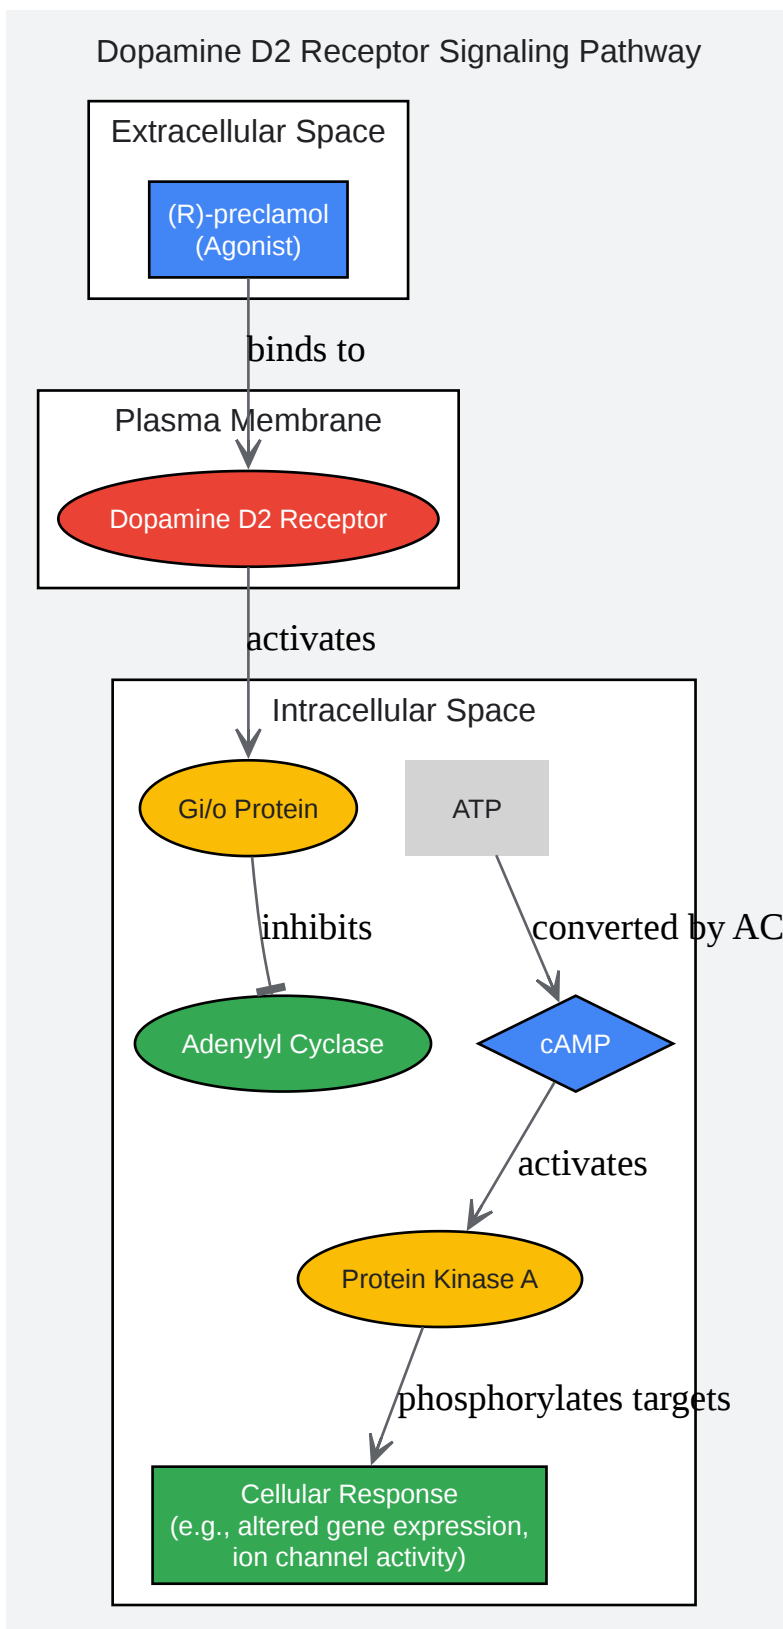 Dopamine D2 Receptor Signaling Pathway
Extracellular Space
(R)-preclamol
(Agonist)
binds to
Plasma Membrane
Dopamine D2 Receptor
activates
Intracellular Space
Gi/o Protein
ATP
inhibits
converted by AC
Adenylyl Cyclase
cAMP
activates
Protein Kinase A
phosphorylates targets
Cellular Response
(e.g., altered gene expression,
ion channel activity)